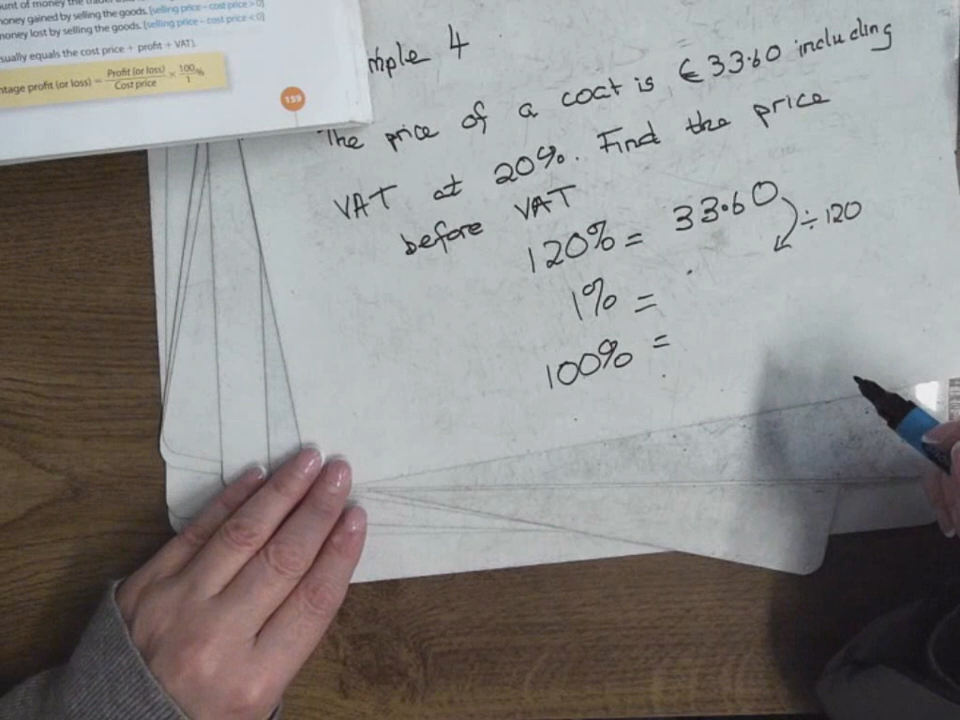 money gained by selling the goods. [selling price – cost price > 0]
money lost by selling the goods. [selling price – cost price < 0]
equals the cost price + profit + VAT).
profit (or loss) = Profit (or loss) / Cost price × 100 / 1 %
159
4
The price of a coat is € 33.60 including
VAT at 20%. Find the price
before VAT
120% = 33.60 ÷ 120
1% =
100% =